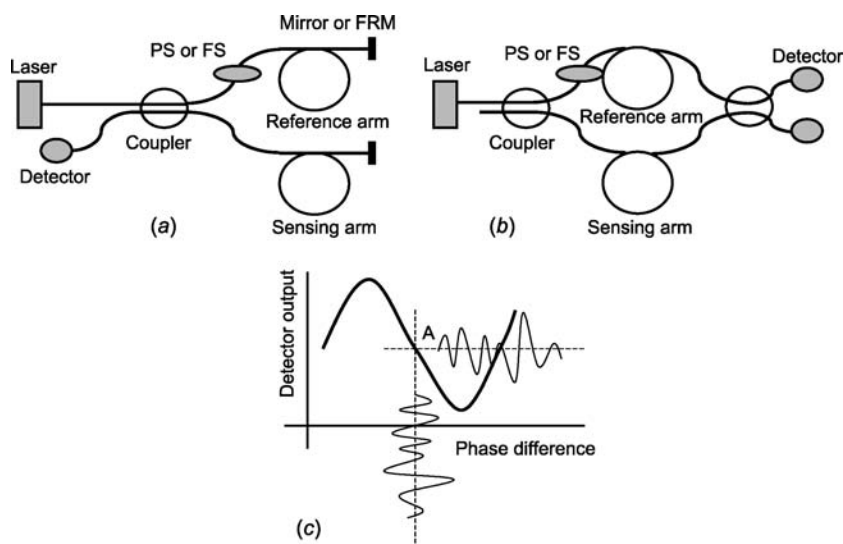 Mirror or FRM
PS or FS
Laser
Reference arm
Coupler
Detector
Sensing arm
(a)
PS or FS
Detector
Laser
Reference arm
Coupler
Sensing arm
(b)
Detector output
A
Phase difference
(c)